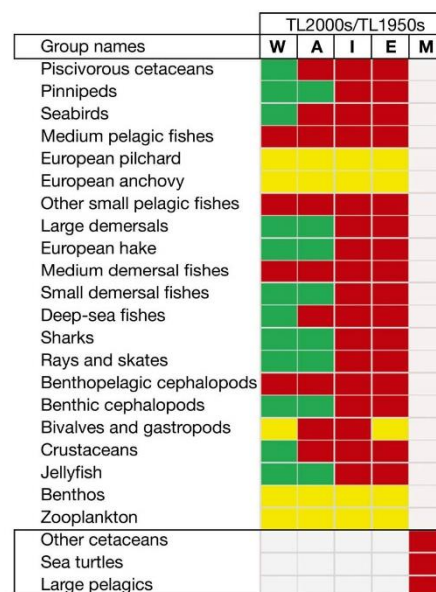 TL2000s/TL1950s
Group names W A I E M
Piscivorous cetaceans
Pinnipeds
Seabirds
Medium pelagic fishes
European pilchard
European anchovy
Other small pelagic fishes
Large demersals
European hake
Medium demersal fishes
Small demersal fishes
Deep-sea fishes
Sharks
Rays and skates
Benthopelagic cephalopods
Benthic cephalopods
Bivalves and gastropods
Crustaceans
Jellyfish
Benthos
Zooplankton
Other cetaceans
Sea turtles
Large pelagics